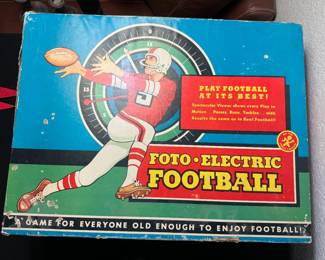 PLAY FOOTBALL
AT ITS BEST!
Spectacular Viewer shows every Play in
Motion Passes, Runs, Tackles with
Results the same as in Real Football!
5
FOTO • ELECTRIC
FOOTBALL
A GAME FOR EVERYONE OLD ENOUGH TO ENJOY FOOTBALL!